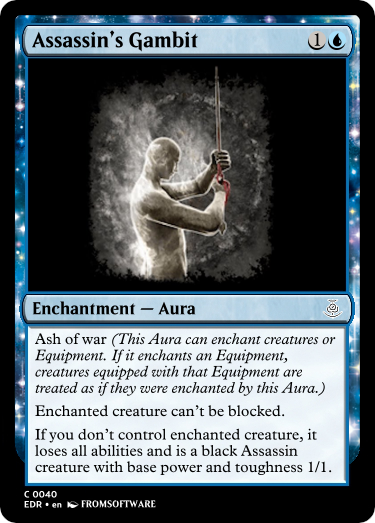 Assassin's Gambit 1
Enchantment — Aura
Ash of war (This Aura can enchant creatures or
Equipment. If it enchants an Equipment,
creatures equipped with that Equipment are
treated as if they were enchanted by this Aura.)
Enchanted creature can't be blocked.
If you don't control enchanted creature, it
loses all abilities and is a black Assassin
creature with base power and toughness 1/1.
C 0040
EDR • en FROMSOFTWARE